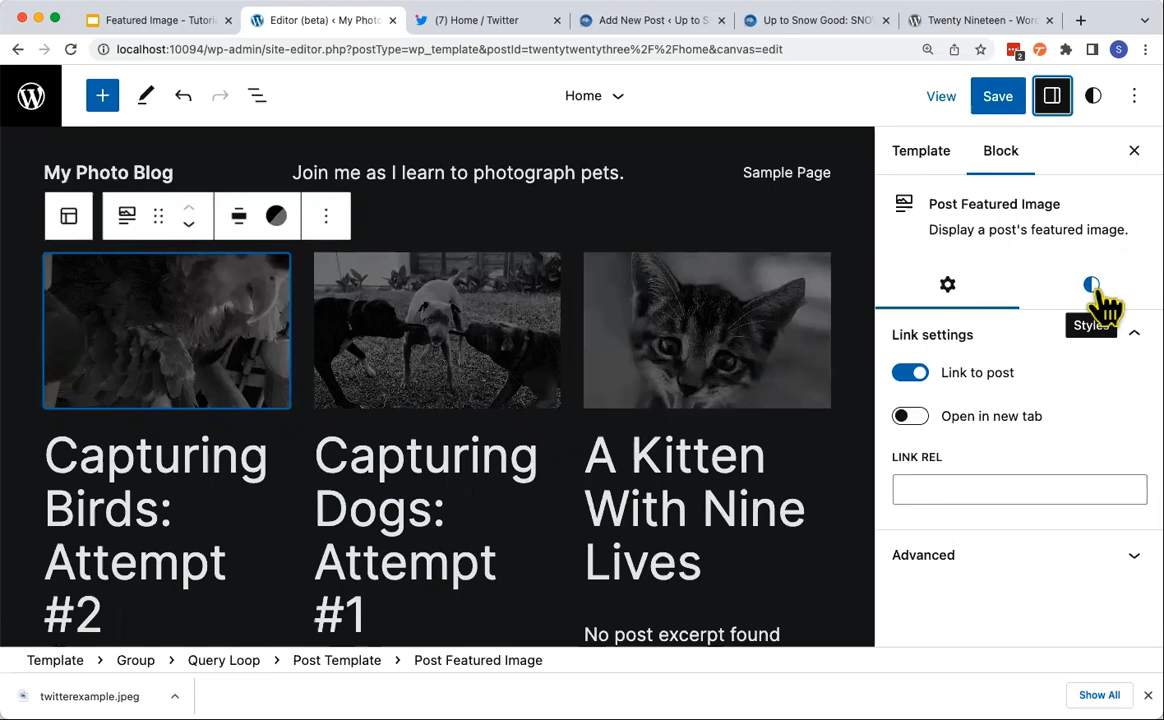 Featured Image - Tutori
Editor (beta) ‹ My Photo
(7) Home / Twitter
Add New Post ‹ Up to S
Up to Snow Good: SNO
Twenty Nineteen - Wor
localhost:10094/wp-admin/site-editor.php?postType=wp_template&postId=twentytwentythree%2F%2Fhome&canvas=edit
2
S
Home
View
Save
Template
Block
My Photo Blog
Join me as I learn to photograph pets.
Sample Page
Post Featured Image
Display a post's featured image.
Styles
Link settings
Link to post
Open in new tab
LINK REL
Advanced
Capturing
Birds:
Attempt
#2
Capturing
Dogs:
Attempt
#1
A Kitten
With Nine
Lives
No post excerpt found
Template > Group > Query Loop > Post Template > Post Featured Image
twitterexample.jpeg
Show All